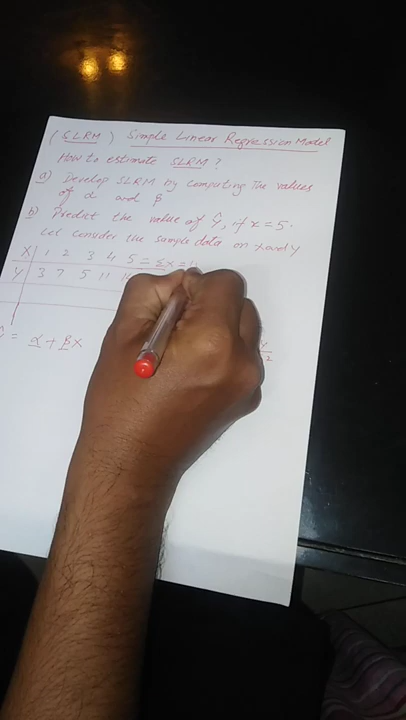 (SLRM) Simple Linear Regression Model
How to estimate SLRM?
a) Develop SLRM by computing the values
of α and β
b) Predict the value of Ŷ, if x = 5.
Let consider the sample data on X and Y
X 1 2 3 4 5 = Σx = 1
Y 3 7 5 11
= α + βX